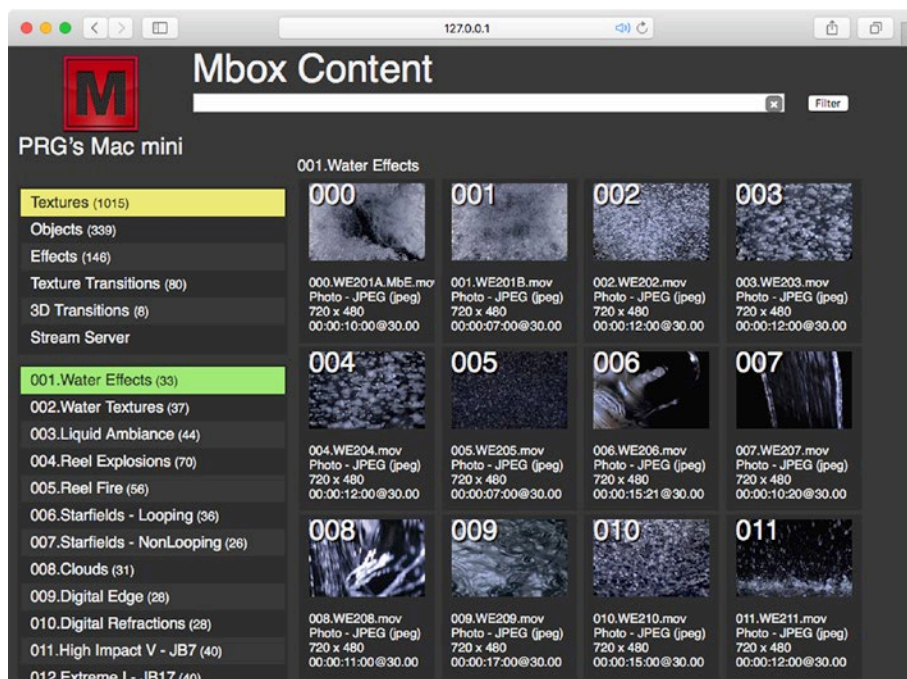 127.0.0.1
M
Mbox Content
Filter
PRG's Mac mini
Textures (1015)
Objects (339)
Effects (146)
Texture Transitions (80)
3D Transitions (8)
Stream Server
001.Water Effects (33)
002.Water Textures (37)
003.Liquid Ambiance (44)
004.Reel Explosions (70)
005.Reel Fire (56)
006.Starfields - Looping (36)
007.Starfields - NonLooping (26)
008.Clouds (31)
009.Digital Edge (28)
010.Digital Refractions (28)
011.High Impact V - JB7 (40)
012.Extreme I - JB17 (40)
001.Water Effects
000
000.WE201A.MbE.mo
Photo - JPEG (jpeg)
720 x 480
00:00:10:00@30.00
001
001.WE201B.mov
Photo - JPEG (jpeg)
720 x 480
00:00:07:00@30.00
002
002.WE202.mov
Photo - JPEG (jpeg)
720 x 480
00:00:12:00@30.00
003
003.WE203.mov
Photo - JPEG (jpeg)
720 x 480
00:00:12:00@30.00
004
004.WE204.mov
Photo - JPEG (jpeg)
720 x 480
00:00:12:00@30.00
005
005.WE205.mov
Photo - JPEG (jpeg)
720 x 480
00:00:07:00@30.00
006
006.WE206.mov
Photo - JPEG (jpeg)
720 x 480
00:00:15:21@30.00
007
007.WE207.mov
Photo - JPEG (jpeg)
720 x 480
00:00:10:20@30.00
008
008.WE208.mov
Photo - JPEG (jpeg)
720 x 480
00:00:11:00@30.00
009
009.WE209.mov
Photo - JPEG (jpeg)
720 x 480
00:00:17:00@30.00
010
010.WE210.mov
Photo - JPEG (jpeg)
720 x 480
00:00:15:00@30.00
011
011.WE211.mov
Photo - JPEG (jpeg)
720 x 480
00:00:12:00@30.00